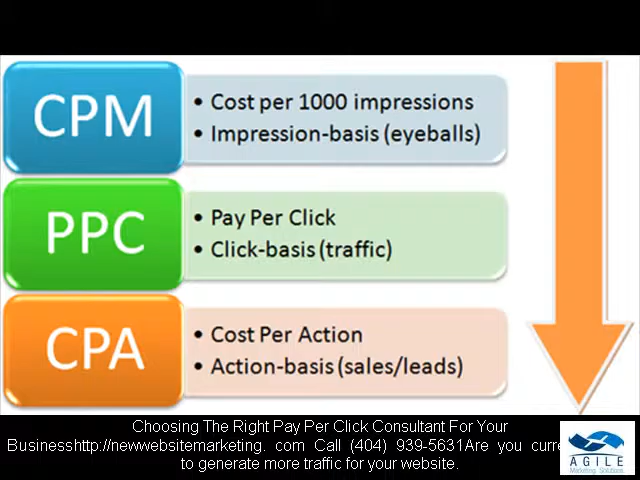 CPM
• Cost per 1000 impressions
• Impression-basis (eyeballs)
PPC
• Pay Per Click
• Click-basis (traffic)
CPA
• Cost Per Action
• Action-basis (sales/leads)
Choosing The Right Pay Per Click Consultant For Your
Businesshttp://newwebsitemarketing. com Call (404) 939-5631Are you
to generate more traffic for your website.
AGILE
Marketing Solutions